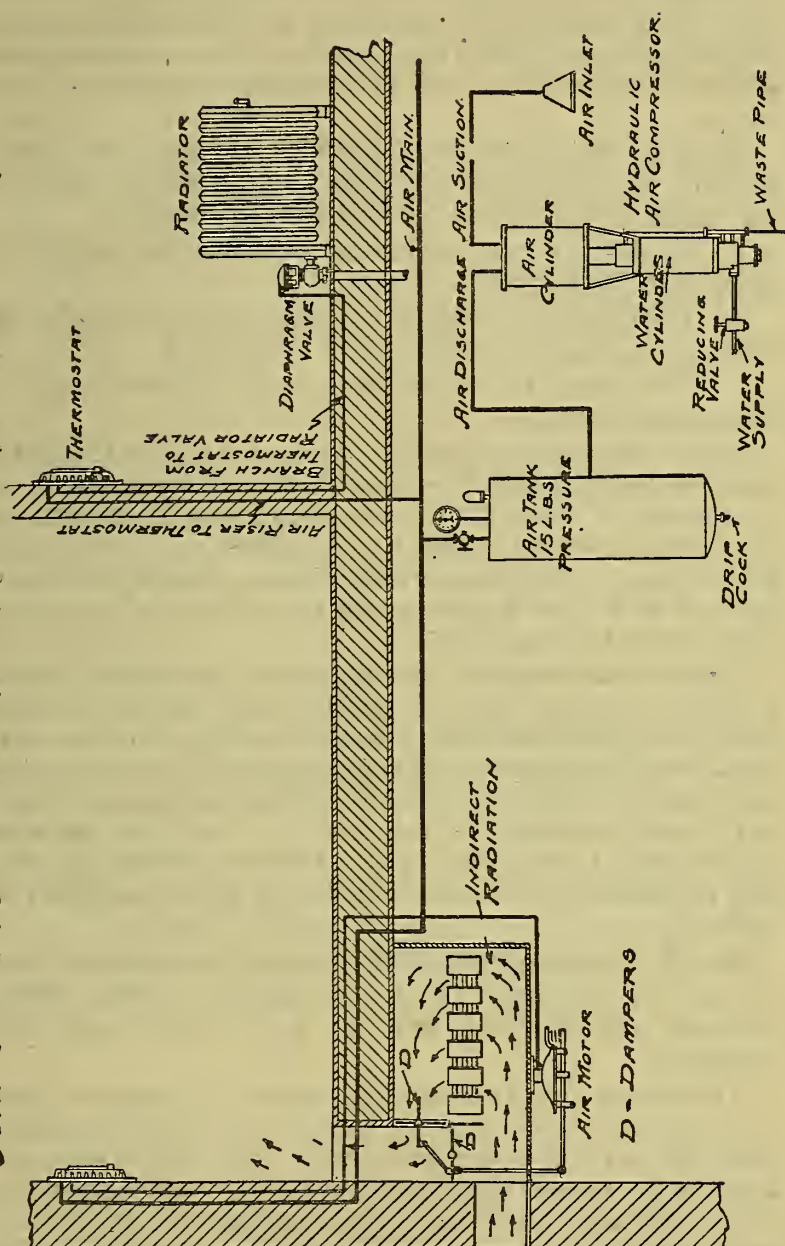 RADIATOR
THERMOSTAT.
DIAPHRAGM
VALVE
AIR MAIN.
BRANCH FROM
THERMOSTAT TO
RADIATOR VALVE
AIR RISER TO THERMOSTAT
AIR SUCTION.
AIR INLET
AIR DISCHARGE
AIR
CYLINDER
HYDRAULIC
AIR COMPRESSOR.
WATER
CYLINDER
REDUCING
VALVE
WATER
SUPPLY
WASTE PIPE
AIR TANK
15 L.B.S
PRESSURE
DRIP
COCK
INDIRECT
RADIATION
D
D
AIR MOTOR
D-DAMPERS